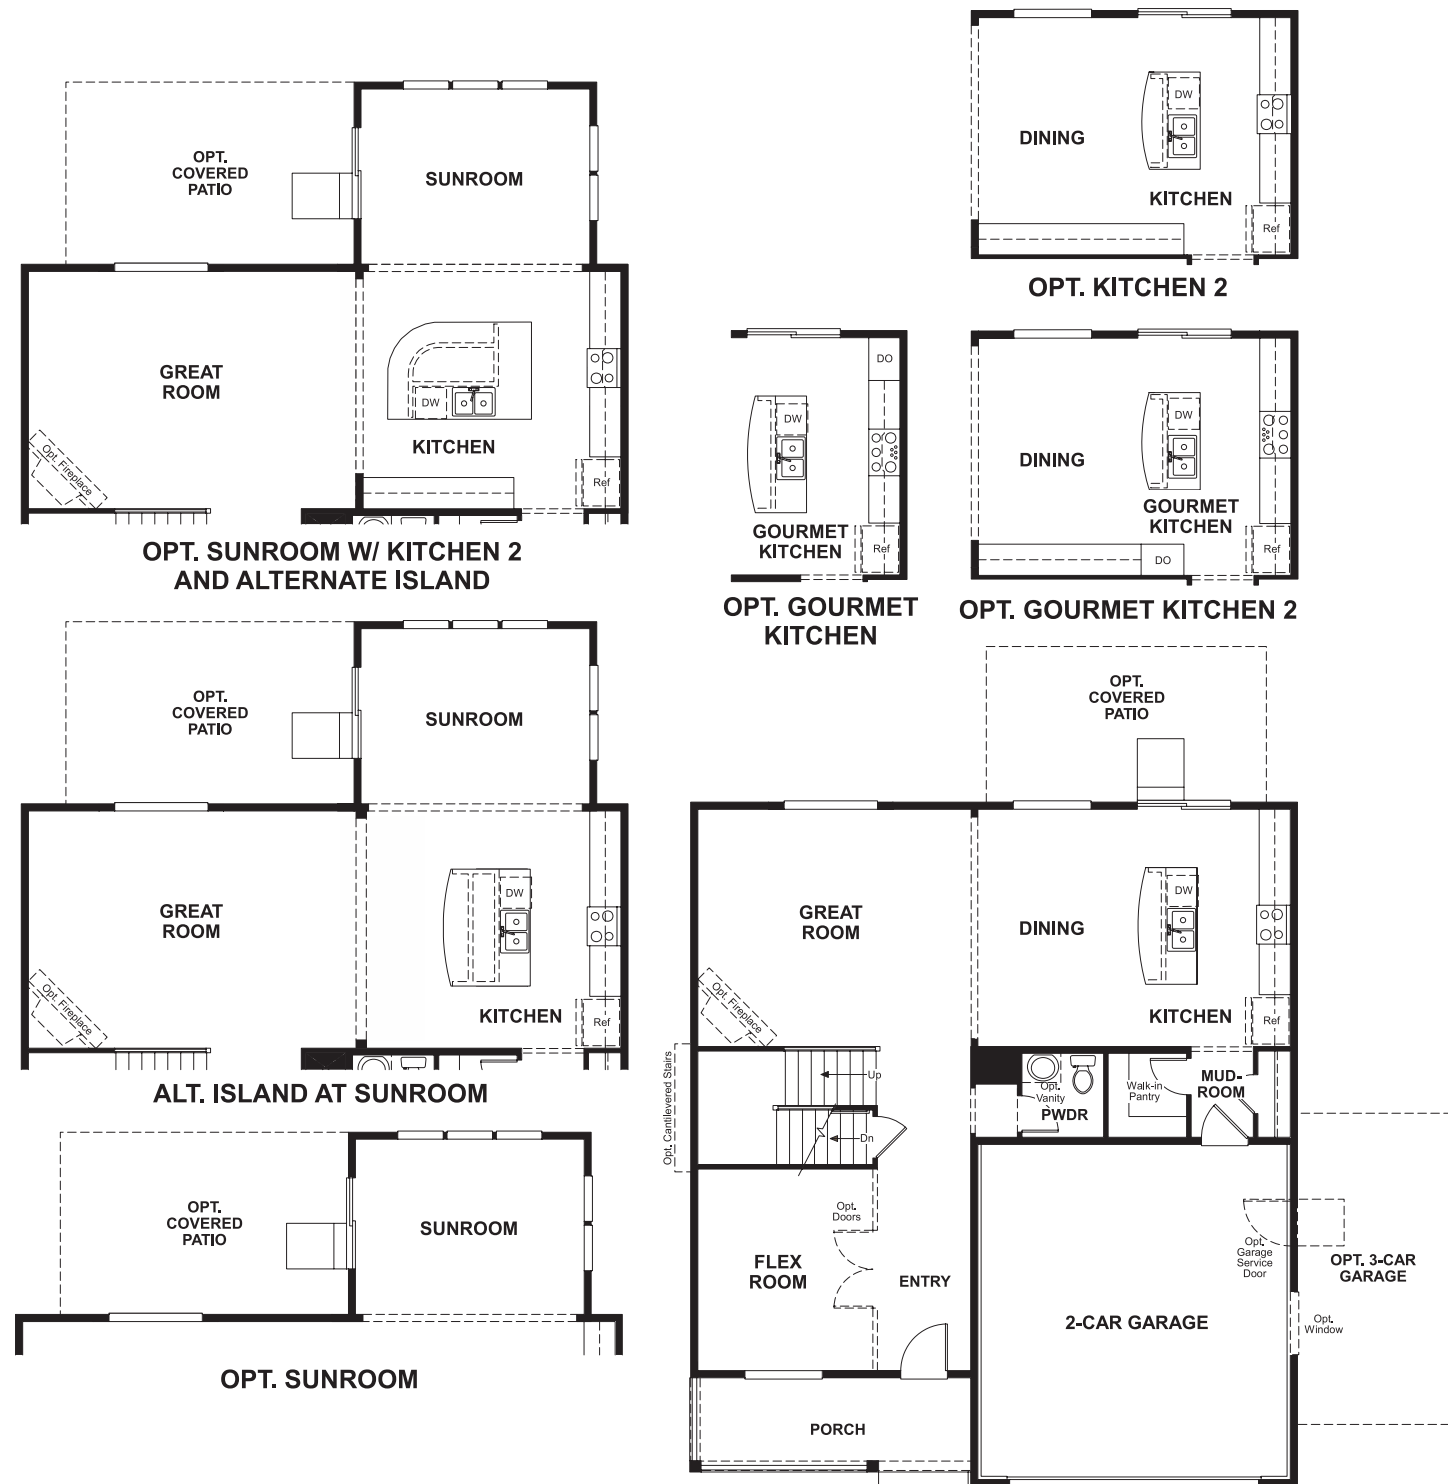 OPT.
COVERED
PATIO
SUNROOM
GREAT
ROOM
Opt. Fireplace
DW
KITCHEN
Ref
OPT. SUNROOM W/ KITCHEN 2
AND ALTERNATE ISLAND
OPT.
COVERED
PATIO
SUNROOM
GREAT
ROOM
Opt. Fireplace
DW
KITCHEN
Ref
ALT. ISLAND AT SUNROOM
OPT.
COVERED
PATIO
SUNROOM
OPT. SUNROOM
DINING
DW
KITCHEN
Ref
OPT. KITCHEN 2
DO
DW
GOURMET
KITCHEN
Ref
OPT. GOURMET
KITCHEN
DINING
DW
GOURMET
KITCHEN
DO
Ref
OPT. GOURMET KITCHEN 2
OPT.
COVERED
PATIO
GREAT
ROOM
Opt. Fireplace
DINING
DW
KITCHEN
Ref
Opt. Cantilevered Stairs
Up
Dn
Opt.
Vanity
PWDR
Walk-in
Pantry
MUD-
ROOM
Opt.
Doors
FLEX
ROOM
ENTRY
Opt.
Garage
Service
Door
OPT. 3-CAR
GARAGE
2-CAR GARAGE
Opt.
Window
PORCH